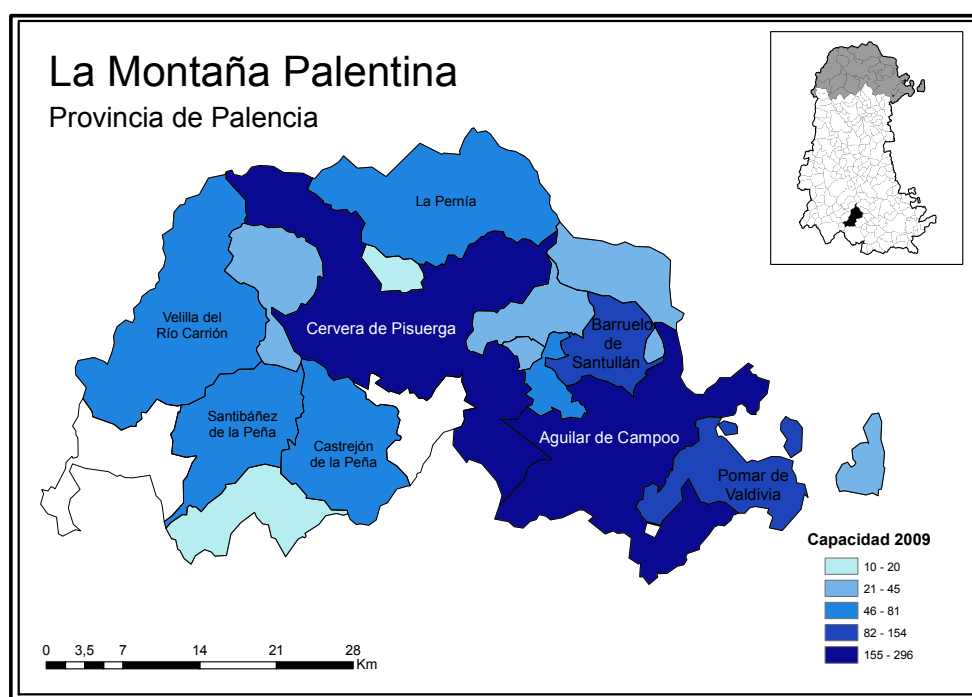 La Montaña Palentina
Provincia de Palencia
La Pernía
Velilla del
Río Carrión
Cervera de Pisuerga
Barruelo
de
Santullán
Santibáñez
de la Peña
Castrejón
de la Peña
Aguilar de Campoo
Pomar de
Valdivia
Capacidad 2009
10 - 20
21 - 45
46 - 81
82 - 154
155 - 296
0 3,5 7 14 21 28
Km